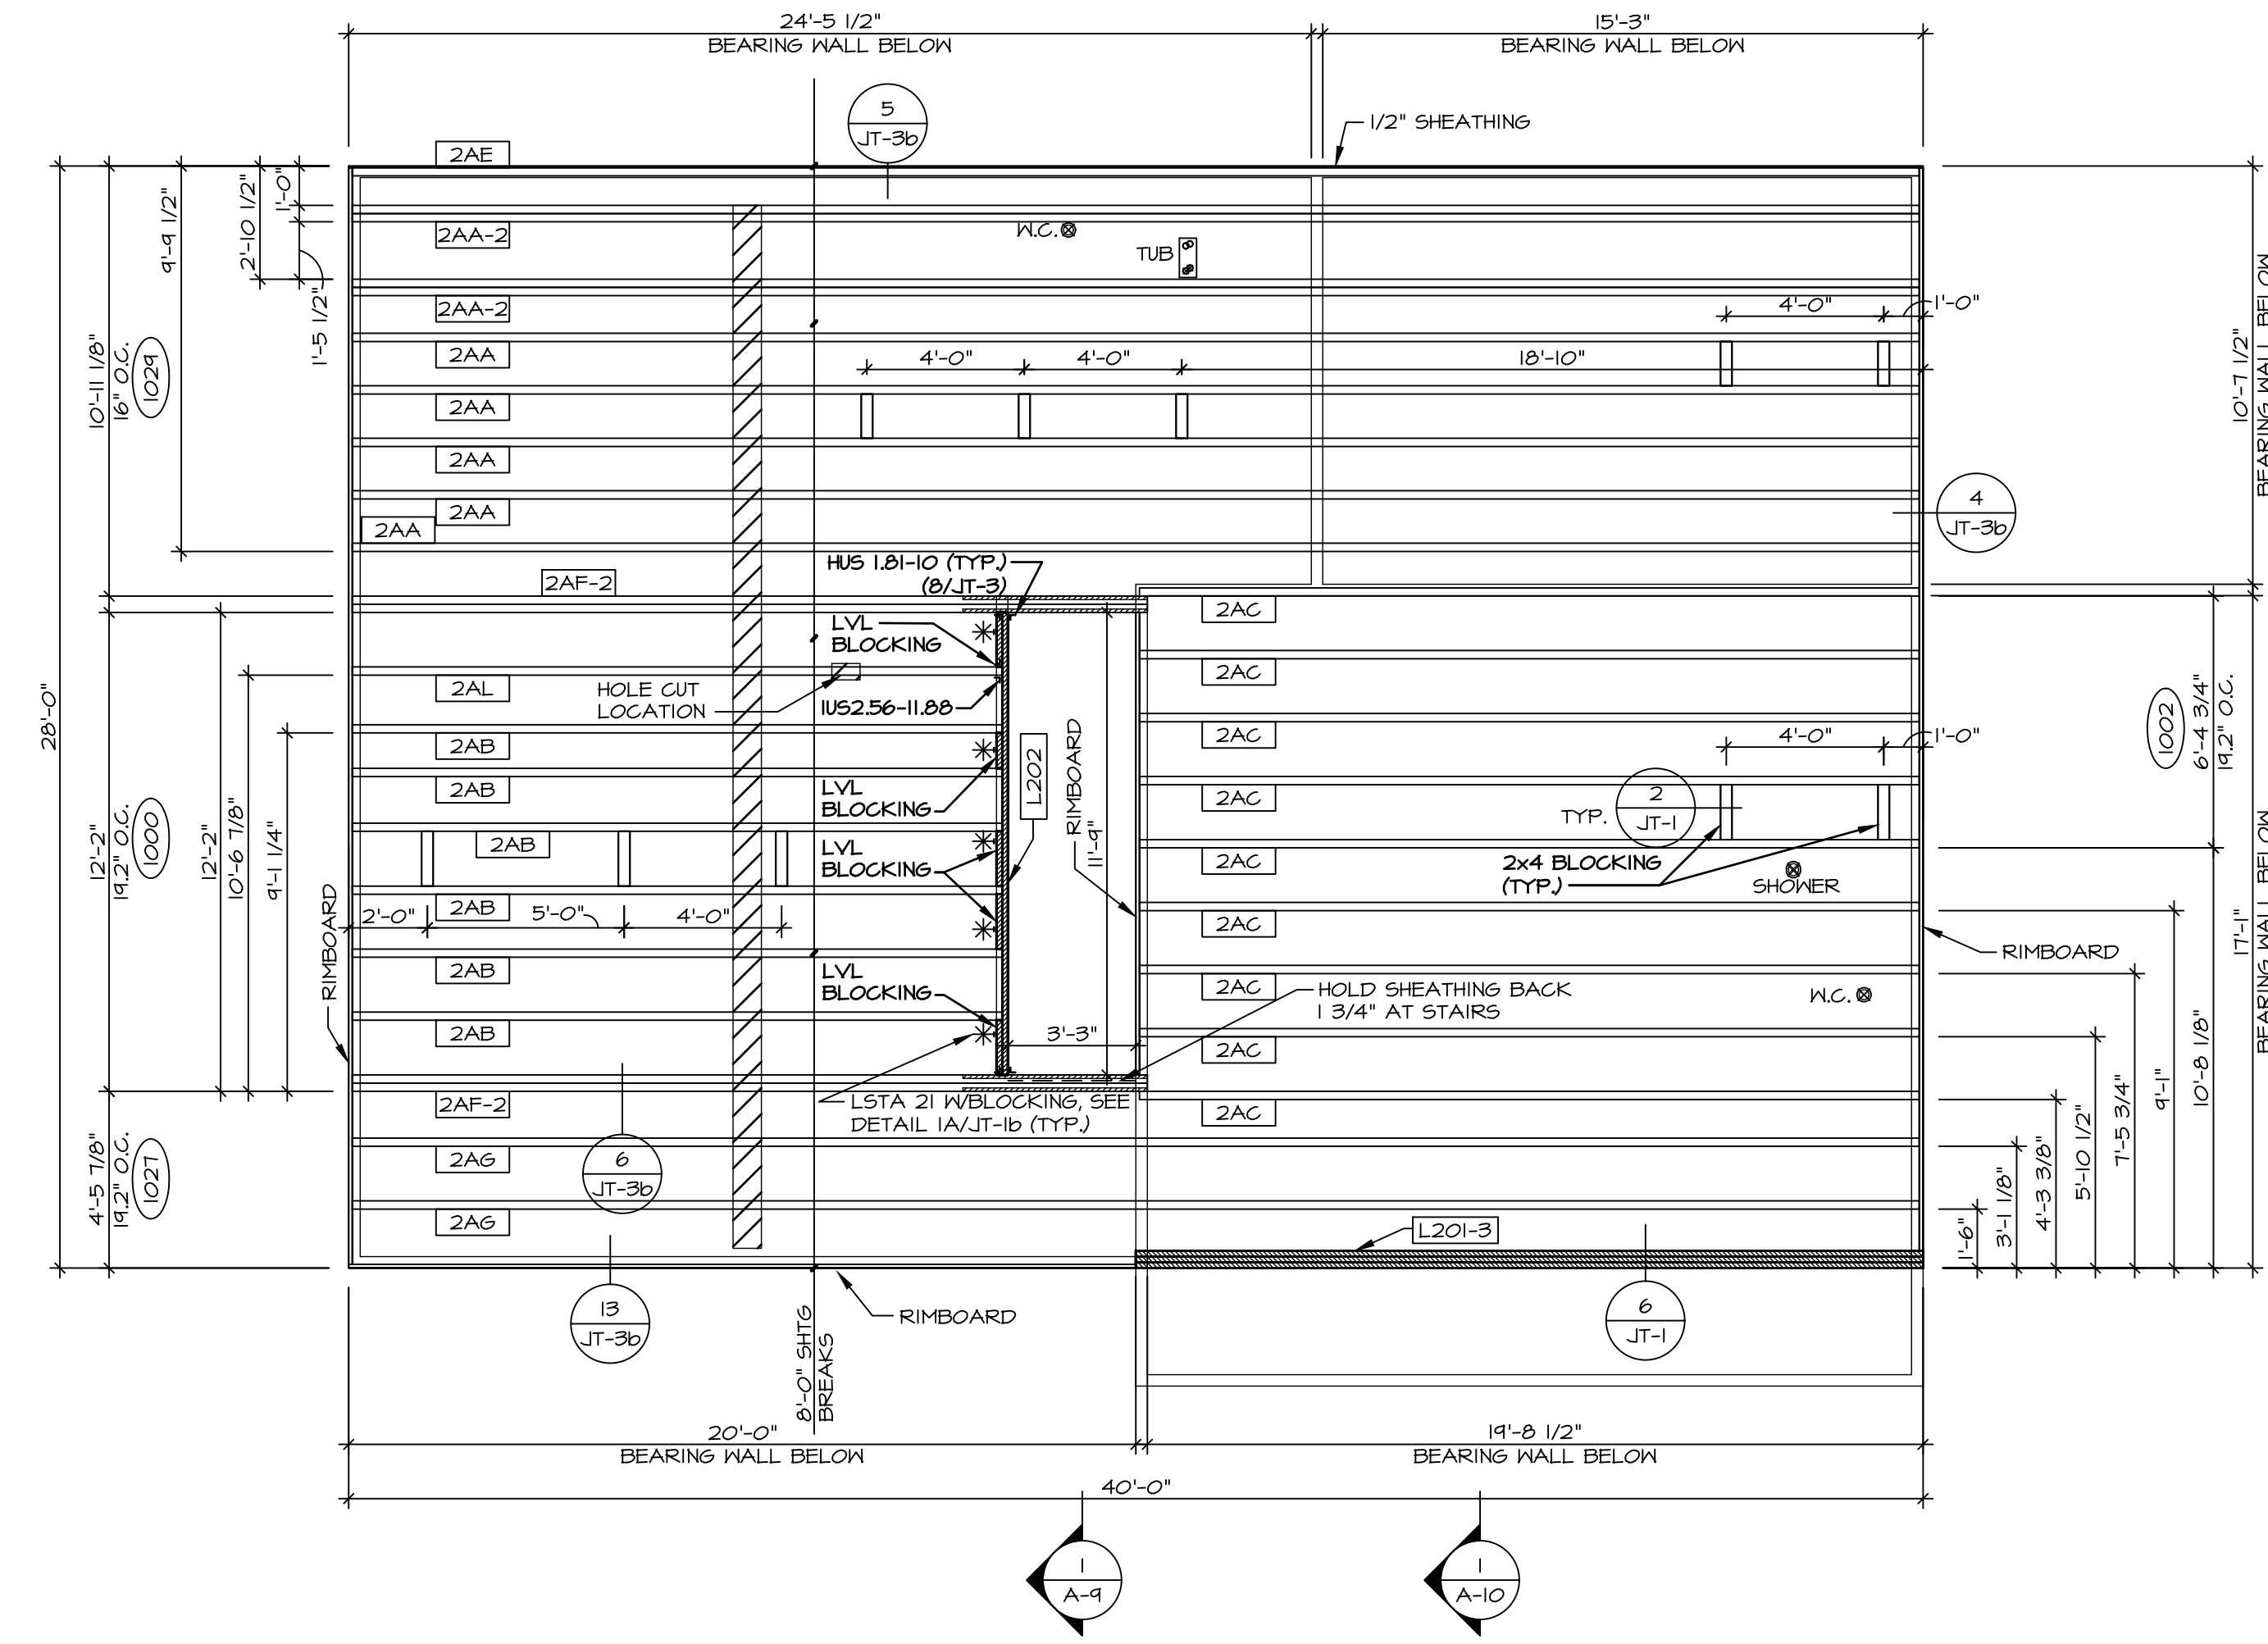 24'-5 1/2"
BEARING WALL BELOW
15'-3"
BEARING WALL BELOW
5
JT-3b
1/2" SHEATHING
2AE
1'-0"
2'-10 1/2"
9'-9 1/2"
1'-5 1/2"
10'-11 1/8"
16" O.C.
1029
28'-0"
2AA-2
W.C.
TUB
2AA-2
4'-0"
1'-0"
2AA
4'-0"
4'-0"
18'-10"
2AA
2AA
2AA
2AA
10'-7 1/2"
BEARING WALL BELOW
4
JT-3b
HUS 1.81-10 (TYP.)
(8/JT-3)
2AF-2
2AC
LVL
BLOCKING
2AC
2AL
HOLE CUT
LOCATION
IUS2.56-11.88
2AC
2AB
L202
RIMBOARD
11'-9"
4'-0"
1'-0"
1002
6'-4 3/4"
19.2" O.C.
2AB
LVL
BLOCKING
2AC
TYP.
2
JT-1
12'-2"
19.2" O.C.
1000
12'-2"
10'-6 7/8"
9'-1 1/4"
2AB
LVL
BLOCKING
2AC
2x4 BLOCKING
(TYP.)
SHOWER
2AB
2'-0"
5'-0"
4'-0"
2AC
RIMBOARD
RIMBOARD
17'-1"
BEARING WALL BELOW
2AB
LVL
BLOCKING
2AC
HOLD SHEATHING BACK
1 3/4" AT STAIRS
W.C.
2AB
3'-3"
2AC
2AF-2
LSTA 21 W/BLOCKING, SEE
DETAIL 1A/JT-1b (TYP.)
2AC
4'-5 7/8"
19.2" O.C.
1027
2AG
6
JT-3b
2AG
L201-3
1'-6"
3'-1 1/8"
4'-3 3/8"
5'-10 1/2"
7'-5 3/4"
9'-1"
10'-8 1/8"
13
JT-3b
RIMBOARD
6
JT-1
8'-0" SHTG
BREAKS
20'-0"
BEARING WALL BELOW
19'-8 1/2"
BEARING WALL BELOW
40'-0"
1
A-9
1
A-10